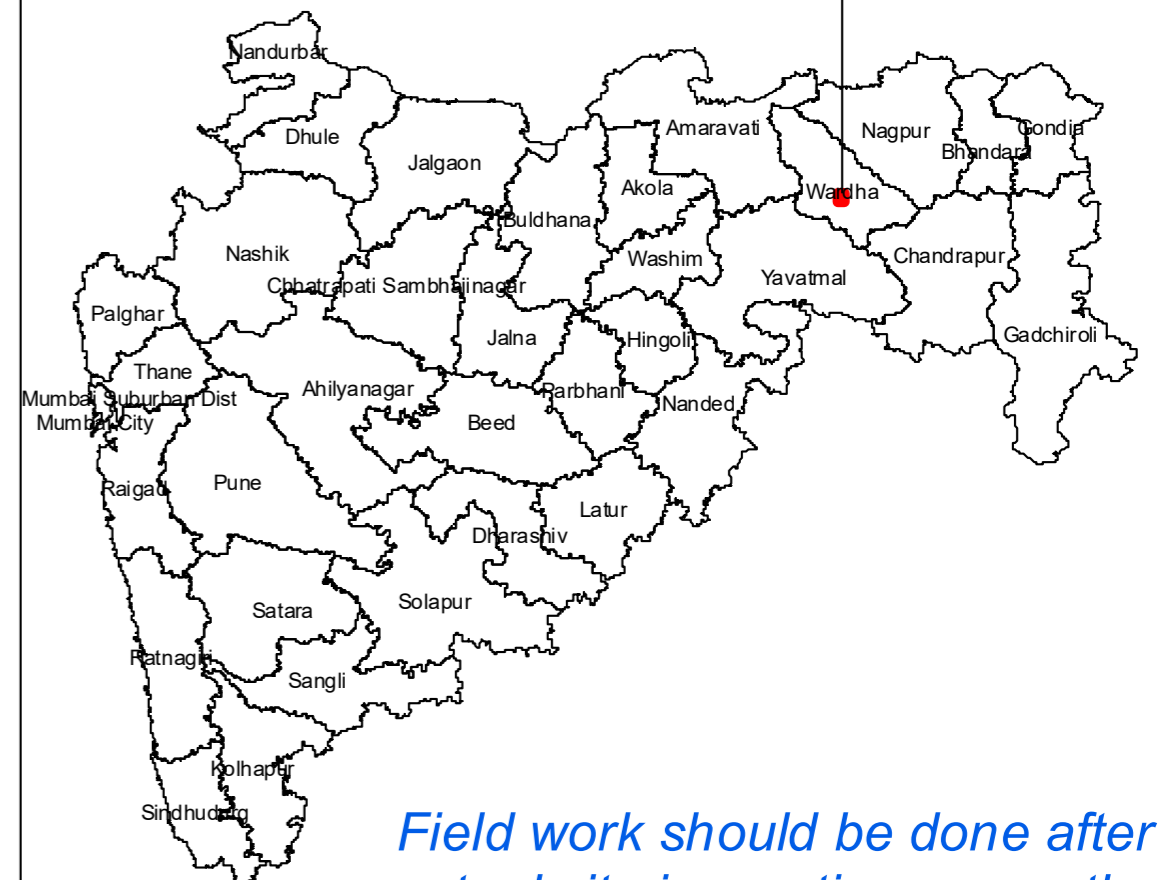 Nandurbar
Dhule
Jalgaon
Amaravati
Nagpur
Gondia
Bhandara
Buldhana
Akola
Wardha
Nashik
Chhatrapati Sambhajinagar
Washim
Yavatmal
Chandrapur
Palghar
Jalna
Hingoli
Gadchiroli
Thane
Ahilyanagar
Parbhani
Nanded
Mumbai Suburban Dist
Mumbai City
Beed
Raigad
Pune
Latur
Dharashiv
Satara
Solapur
Ratnagiri
Sangli
Kolhapur
Sindhudurg
Field work should be done after